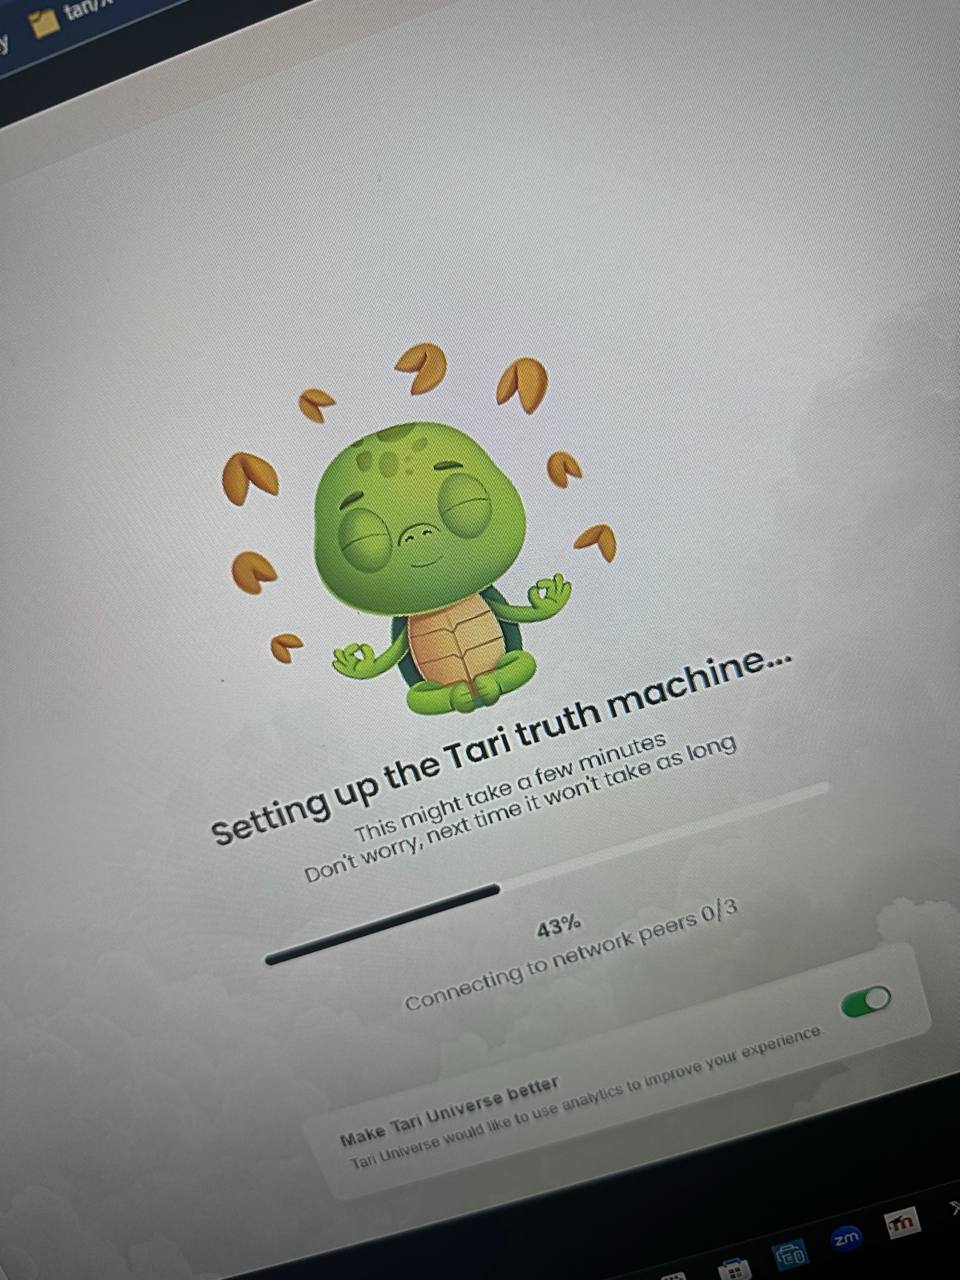 Setting up the Tari truth machine...
This might take a few minutes
Don't worry, next time it won't take as long
43%
Connecting to network peers 0/3
Make Tari Universe better
Tari Universe would like to use analytics to improve your experience.
zm
m